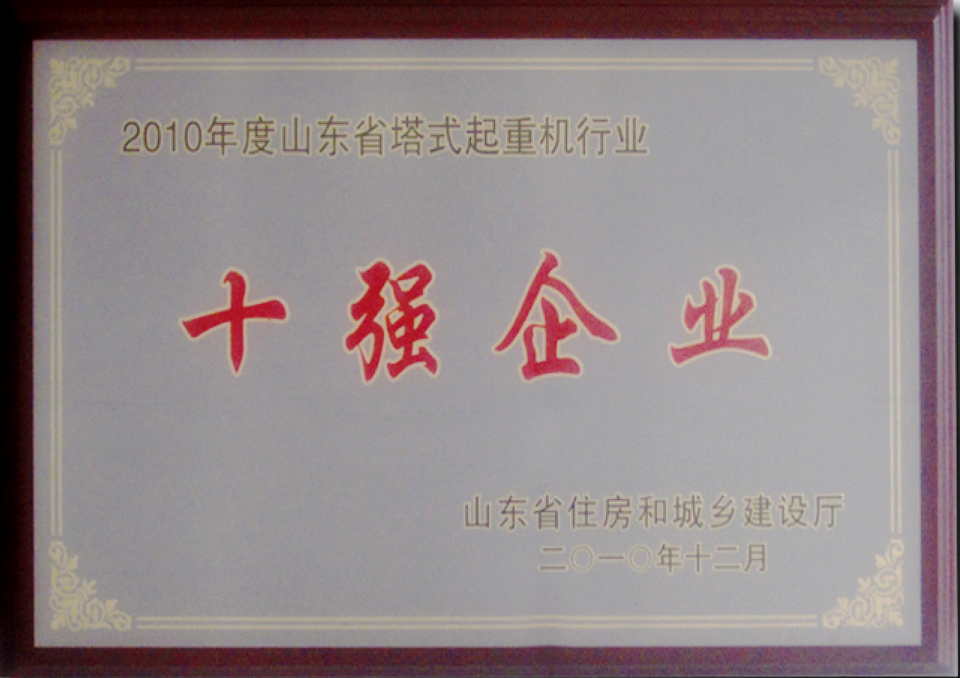 2010年度山东省塔式起重机行业
十强企业
山东省住房和城乡建设厅
二〇一〇年十二月